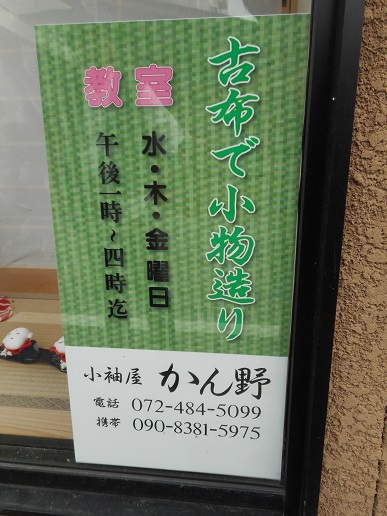 古布で小物造り
教室
水・木・金曜日
午後一時~四時迄
小袖屋 かん野
電話 072-484-5099
携帯 090-8381-5975